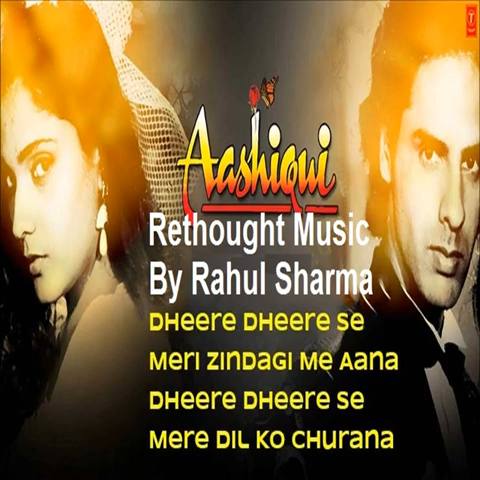 T-SERIES
Aashiqui
Rethought Music
By Rahul Sharma
Dheere Dheere se
Meri zindagi me aana
Dheere Dheere se
Mere Dil ko churana